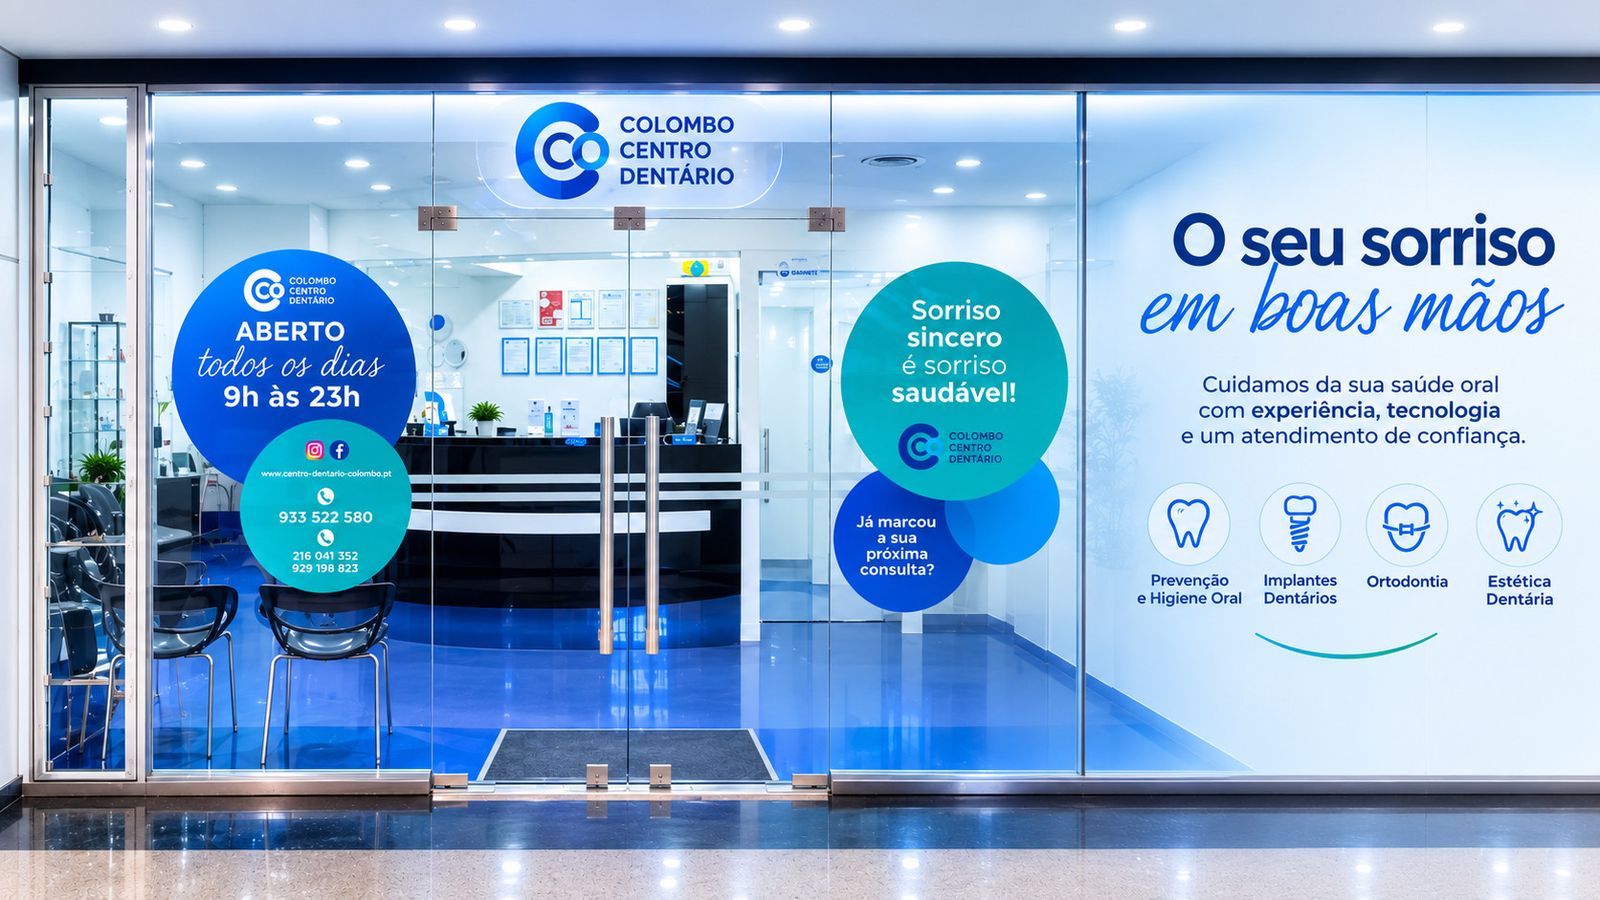 COLOMBO
CENTRO
DENTÁRIO
COLOMBO
CENTRO
DENTÁRIO
ABERTO
todos os dias
9h às 23h
www.centro-dentario-colombo.pt
933 522 580
216 041 352
929 198 823
GABINETE
Sorriso
sincero
é sorriso
saudável!
COLOMBO
CENTRO
DENTÁRIO
Já marcou
a sua
próxima
consulta?
O seu sorriso
em boas mãos
Cuidamos da sua saúde oral
com experiência, tecnologia
e um atendimento de confiança.
Prevenção
e Higiene Oral
Implantes
Dentários
Ortodontia
Estética
Dentária